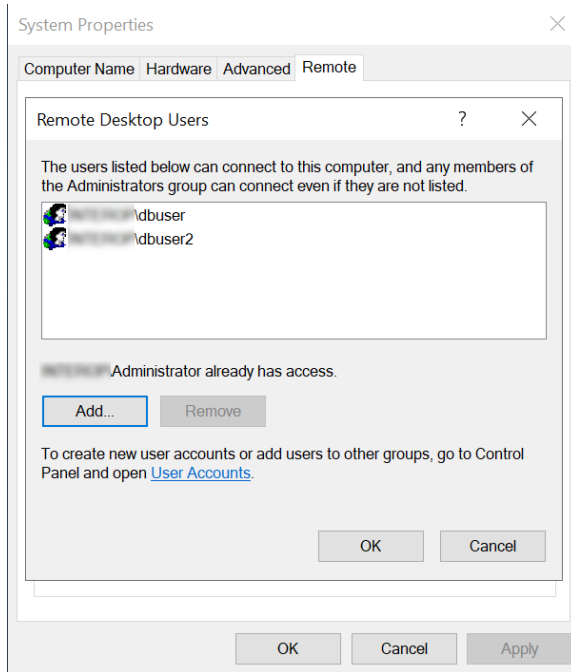 System Properties
Computer Name Hardware Advanced Remote
Remote Desktop Users ?
The users listed below can connect to this computer, and any members of
the Administrators group can connect even if they are not listed.
\dbuser
\dbuser2
Administrator already has access.
Add... Remove
To create new user accounts or add users to other groups, go to Control
Panel and open User Accounts.
OK Cancel
OK Cancel Apply